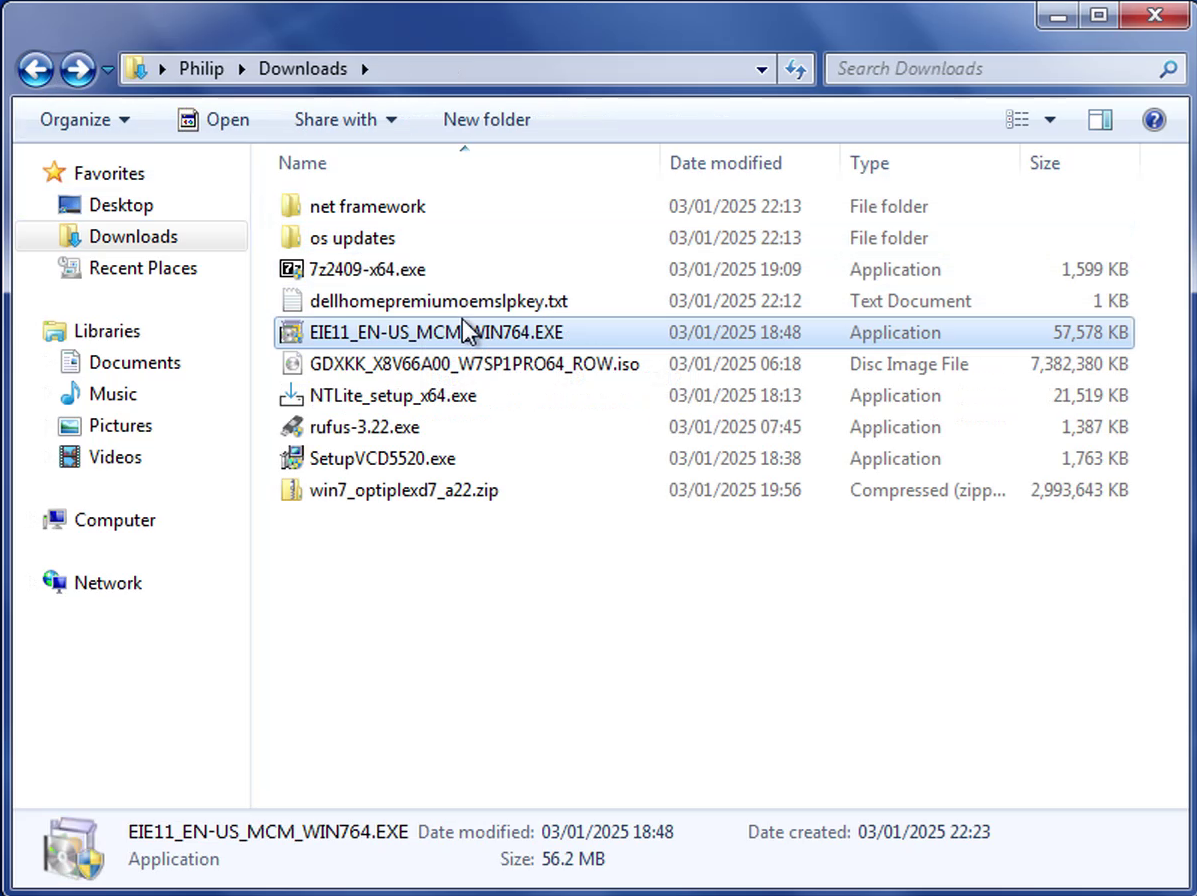 Philip Downloads Search Downloads
Organize Open Share with New folder
Name Date modified Type Size
Favorites
Desktop
Downloads
Recent Places
Libraries
Documents
Music
Pictures
Videos
Computer
Network
net framework 03/01/2025 22:13 File folder
os updates 03/01/2025 22:13 File folder
7z2409-x64.exe 03/01/2025 19:09 Application 1,599 KB
dellhomepremiumoemslpkey.txt 03/01/2025 22:12 Text Document 1 KB
EIE11_EN-US_MCM_WIN764.EXE 03/01/2025 18:48 Application 57,578 KB
GDXKK_X8V66A00_W7SP1PRO64_ROW.iso 03/01/2025 06:18 Disc Image File 7,382,380 KB
NTLite_setup_x64.exe 03/01/2025 18:13 Application 21,519 KB
rufus-3.22.exe 03/01/2025 07:45 Application 1,387 KB
SetupVCD5520.exe 03/01/2025 18:38 Application 1,763 KB
win7_optiplexd7_a22.zip 03/01/2025 19:56 Compressed (zipp... 2,993,643 KB
EIE11_EN-US_MCM_WIN764.EXE Date modified: 03/01/2025 18:48 Date created: 03/01/2025 22:23
Application Size: 56.2 MB